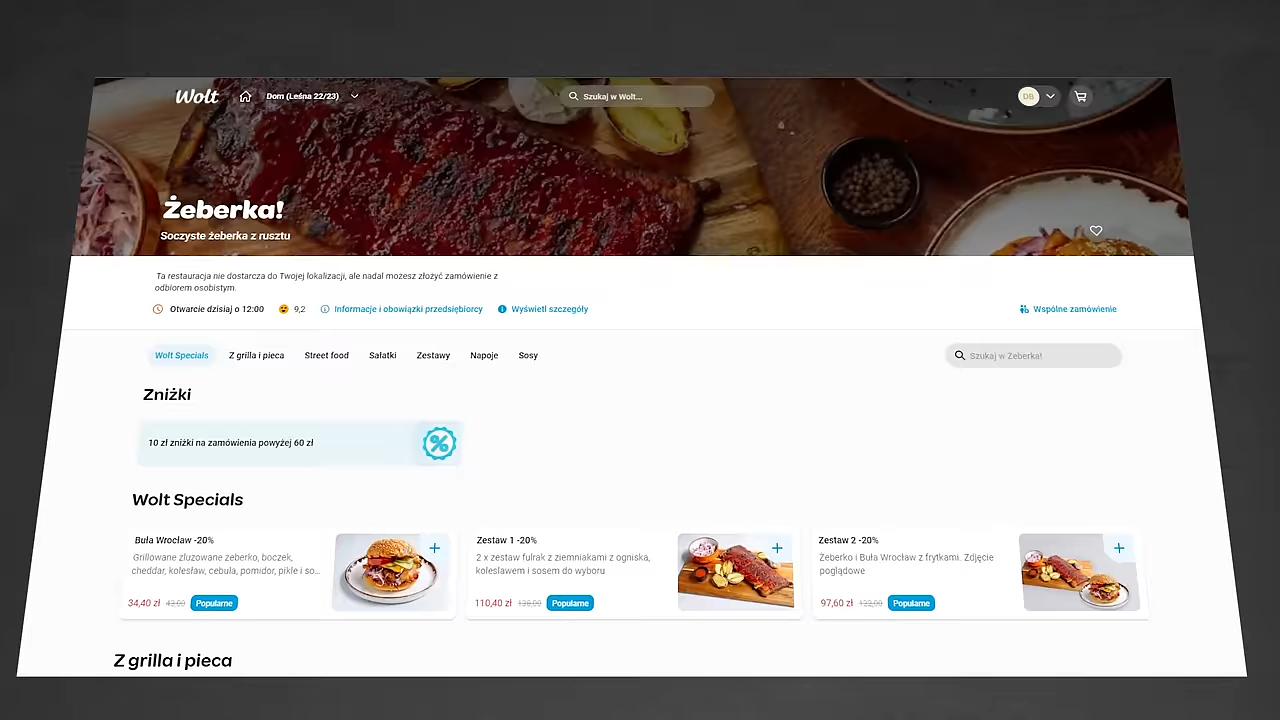 Wolt
Dom (Leśna 22/23)
Szukaj w Wolt...
DB
Żeberka!
Soczyste żeberka z rusztu
Ta restauracja nie dostarcza do Twojej lokalizacji, ale nadal możesz złożyć zamówienie z
odbiorem osobistym.
Otwarcie dzisiaj o 12:00
9,2
Informacje i obowiązki przedsiębiorcy
Wyświetl szczegóły
Wspólne zamówienie
Wolt Specials
Z grilla i pieca
Street food
Sałatki
Zestawy
Napoje
Sosy
Szukaj w Żeberka!
Zniżki
10 zł zniżki na zamówienia powyżej 60 zł
Wolt Specials
Buła Wrocław -20%
Grillowane zluzowane żeberko, boczek,
cheddar, kolesław, cebula, pomidor, pikle i so...
34,40 zł 43,00 Popularne
Zestaw 1 -20%
2 x zestaw fulrak z ziemniakami z ogniska,
koleslawem i sosem do wyboru
110,40 zł 138,00 Popularne
Zestaw 2 -20%
Żeberko i Buła Wrocław z frytkami. Zdjęcie
poglądowe
97,60 zł 122,00 Popularne
Z grilla i pieca